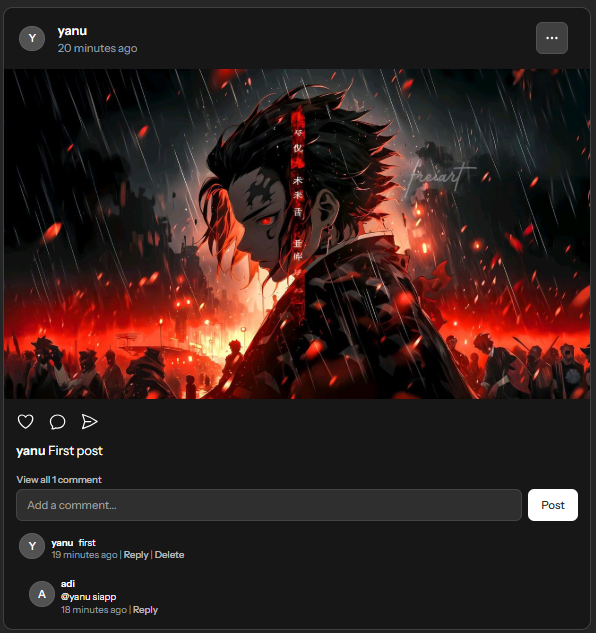 Y
yanu
20 minutes ago
freiart
yanu First post
View all 1 comment
Add a comment...
Post
Y
yanu first
19 minutes ago | Reply | Delete
A
adi
@yanu siapp
18 minutes ago | Reply